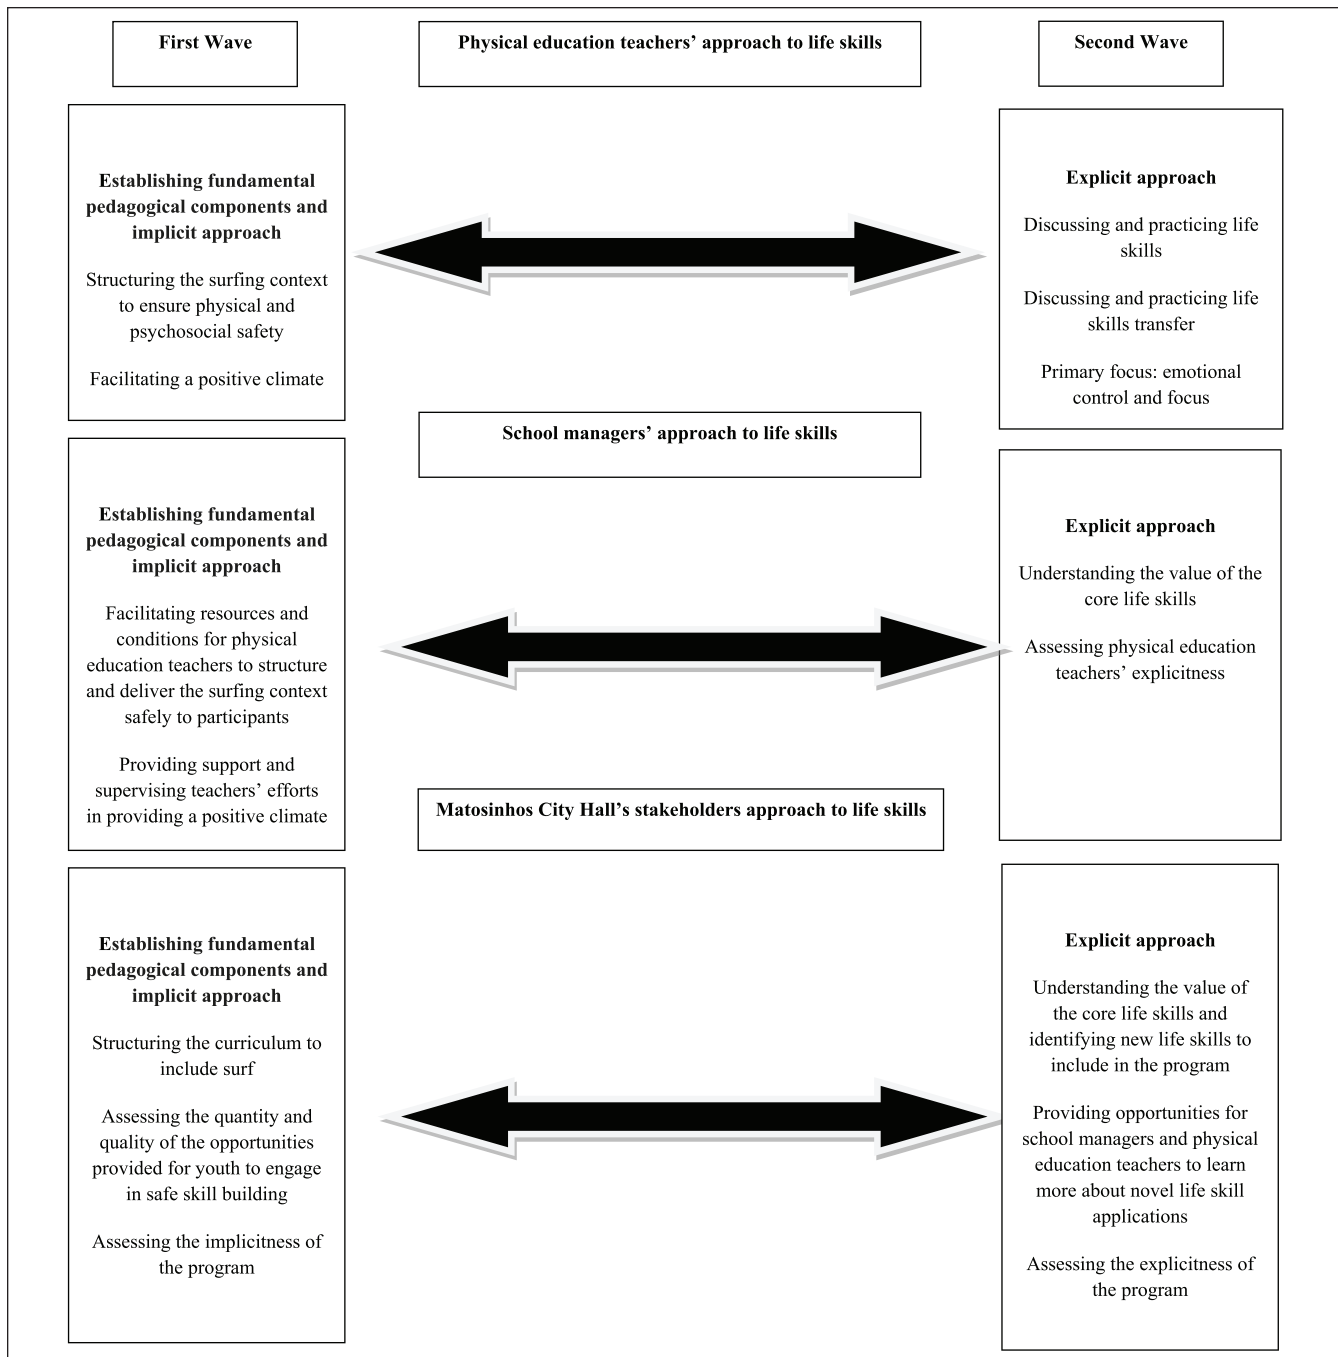 First Wave
Physical education teachers’ approach to life skills
Second Wave
Establishing fundamental
pedagogical components and
implicit approach
Structuring the surfing context
to ensure physical and
psychosocial safety
Facilitating a positive climate
Explicit approach
Discussing and practicing life
skills
Discussing and practicing life
skills transfer
Primary focus: emotional
control and focus
School managers’ approach to life skills
Establishing fundamental
pedagogical components and
implicit approach
Facilitating resources and
conditions for physical
education teachers to structure
and deliver the surfing context
safely to participants
Providing support and
supervising teachers’ efforts
in providing a positive climate
Explicit approach
Understanding the value of the
core life skills
Assessing physical education
teachers’ explicitness
Matosinhos City Hall’s stakeholders approach to life skills
Establishing fundamental
pedagogical components and
implicit approach
Structuring the curriculum to
include surf
Assessing the quantity and
quality of the opportunities
provided for youth to engage
in safe skill building
Assessing the implicitness of
the program
Explicit approach
Understanding the value of
the core life skills and
identifying new life skills to
include in the program
Providing opportunities for
school managers and physical
education teachers to learn
more about novel life skill
applications
Assessing the explicitness of
the program